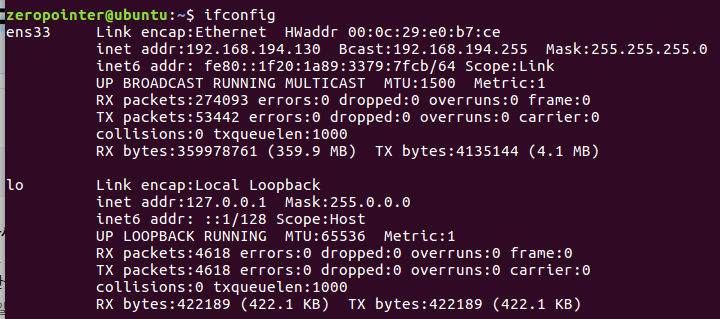 zeropointer@ubuntu:~$ ifconfig
ens33     Link encap:Ethernet  HWaddr 00:0c:29:e0:b7:ce
          inet addr:192.168.194.130  Bcast:192.168.194.255  Mask:255.255.255.0
          inet6 addr: fe80::1f20:1a89:3379:7fcb/64 Scope:Link
          UP BROADCAST RUNNING MULTICAST  MTU:1500  Metric:1
          RX packets:274093 errors:0 dropped:0 overruns:0 frame:0
          TX packets:53442 errors:0 dropped:0 overruns:0 carrier:0
          collisions:0 txqueuelen:1000
          RX bytes:359978761 (359.9 MB)  TX bytes:4135144 (4.1 MB)

lo        Link encap:Local Loopback
          inet addr:127.0.0.1  Mask:255.0.0.0
          inet6 addr: ::1/128 Scope:Host
          UP LOOPBACK RUNNING  MTU:65536  Metric:1
          RX packets:4618 errors:0 dropped:0 overruns:0 frame:0
          TX packets:4618 errors:0 dropped:0 overruns:0 carrier:0
          collisions:0 txqueuelen:1000
          RX bytes:422189 (422.1 KB)  TX bytes:422189 (422.1 KB)